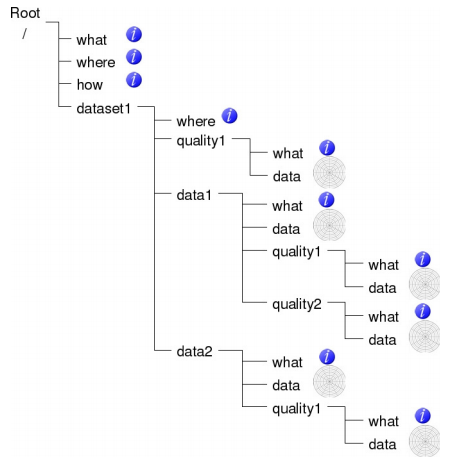 Root
/
what
where
how
dataset1
where
quality1
what
data
data1
what
data
quality1
what
data
quality2
what
data
data2
what
data
quality1
what
data